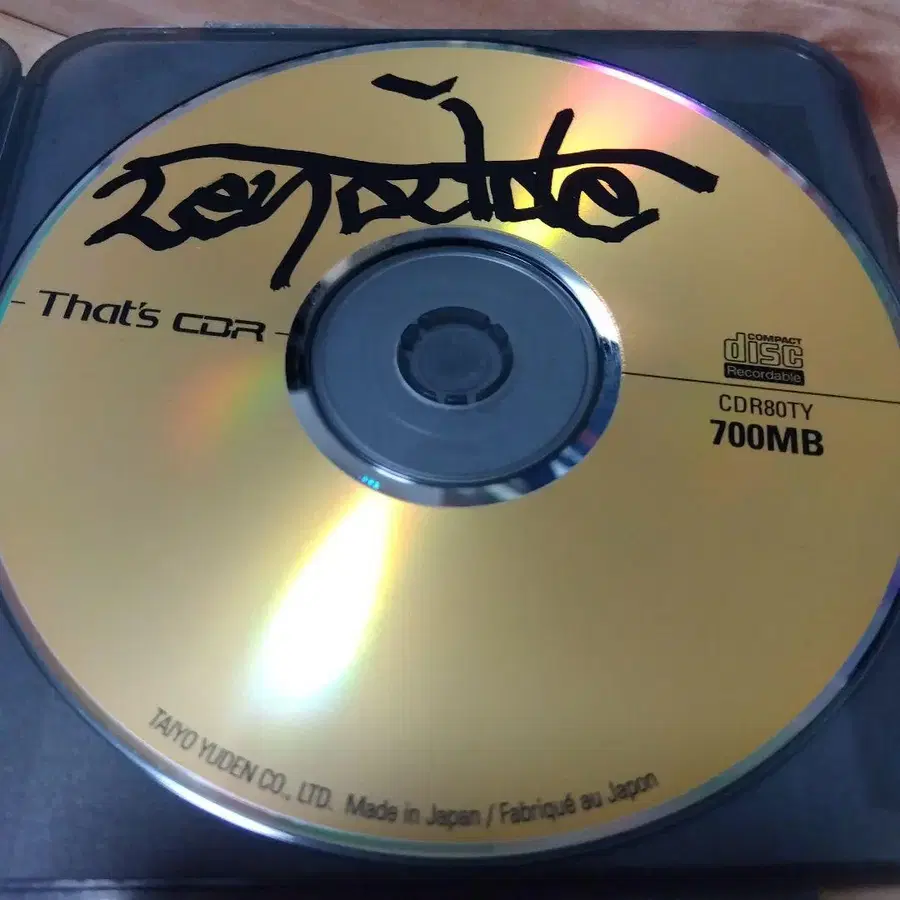 That's CDR
COMPACT
disc
Recordable
CDR80TY
700MB
TAIYO YUDEN CO., LTD. Made in Japan / Fabriqué au Japon